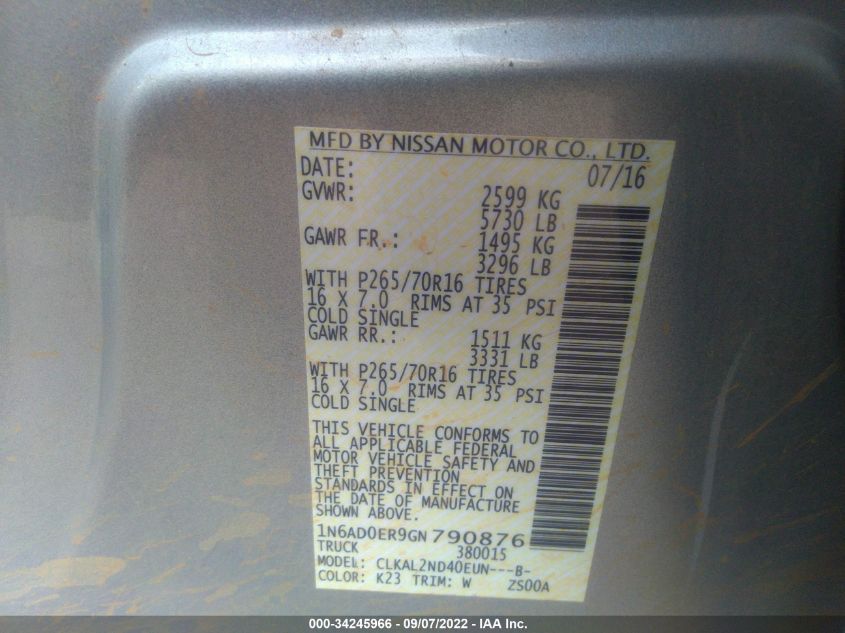 MFD BY NISSAN MOTOR CO., LTD.
DATE: 07/16
GVWR: 2599 KG
5730 LB
GAWR FR.: 1495 KG
3296 LB
WITH P265/70R16 TIRES
16 X 7.0 RIMS AT 35 PSI
COLD SINGLE
GAWR RR.: 1511 KG
3331 LB
WITH P265/70R16 TIRES
16 X 7.0 RIMS AT 35 PSI
COLD SINGLE
THIS VEHICLE CONFORMS TO
ALL APPLICABLE FEDERAL
MOTOR VEHICLE SAFETY AND
THEFT PREVENTION
STANDARDS IN EFFECT ON
THE DATE OF MANUFACTURE
SHOWN ABOVE.
1N6AD0ER9GN790876
TRUCK 380015
MODEL: CLKAL2ND40EUN---B-
COLOR: K23 TRIM: W ZS00A
000-34245966 - 09/07/2022 - IAA Inc.